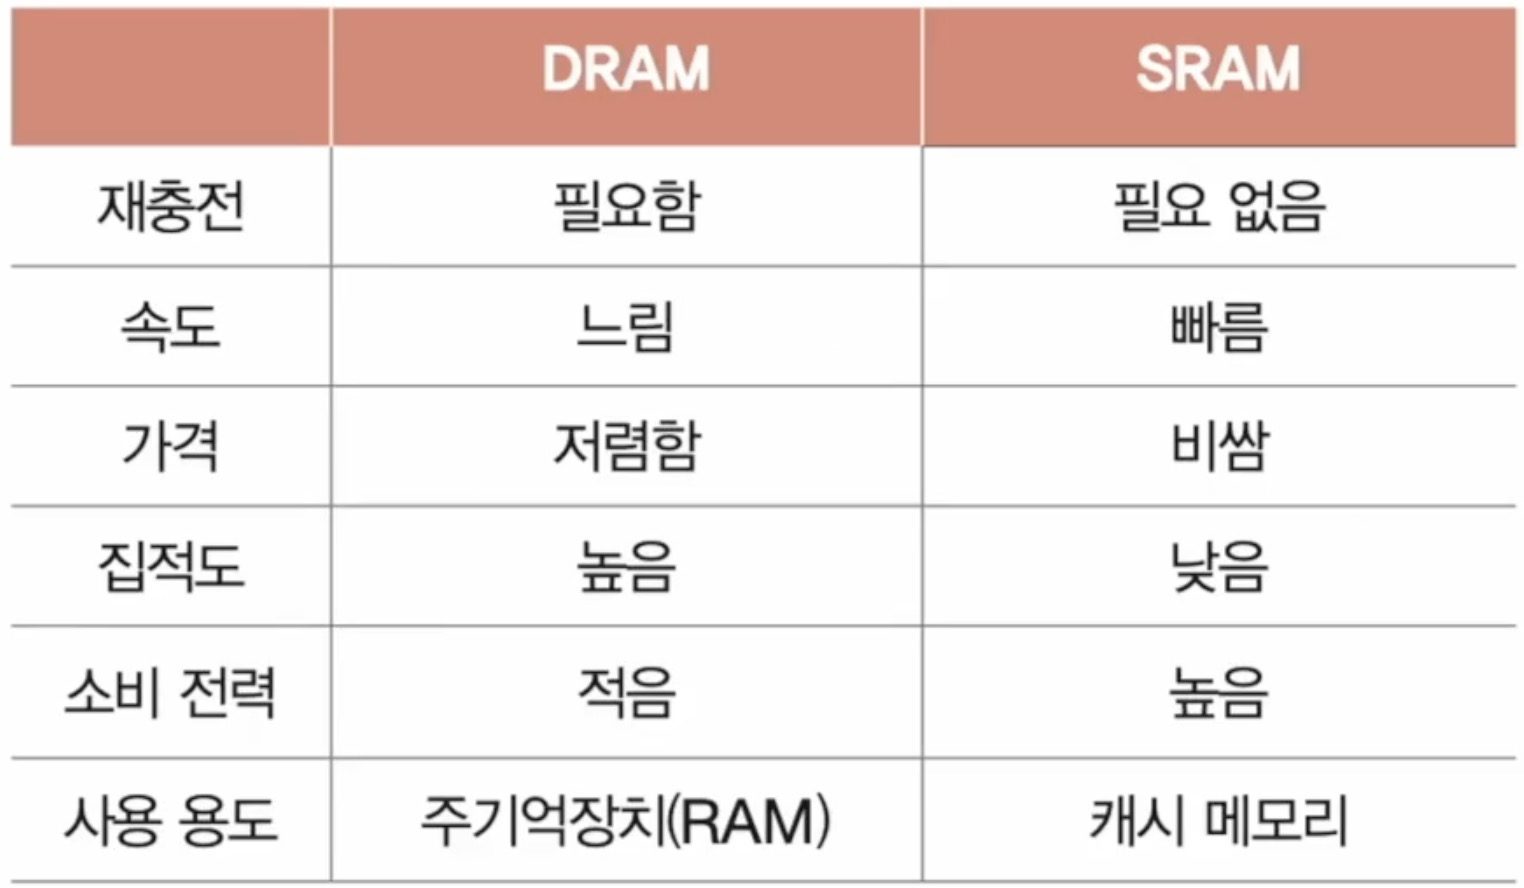 DRAM SRAM
재충전 필요함 필요 없음
속도 느림 빠름
가격 저렴함 비쌈
집적도 높음 낮음
소비 전력 적음 높음
사용 용도 주기억장치(RAM) 캐시 메모리